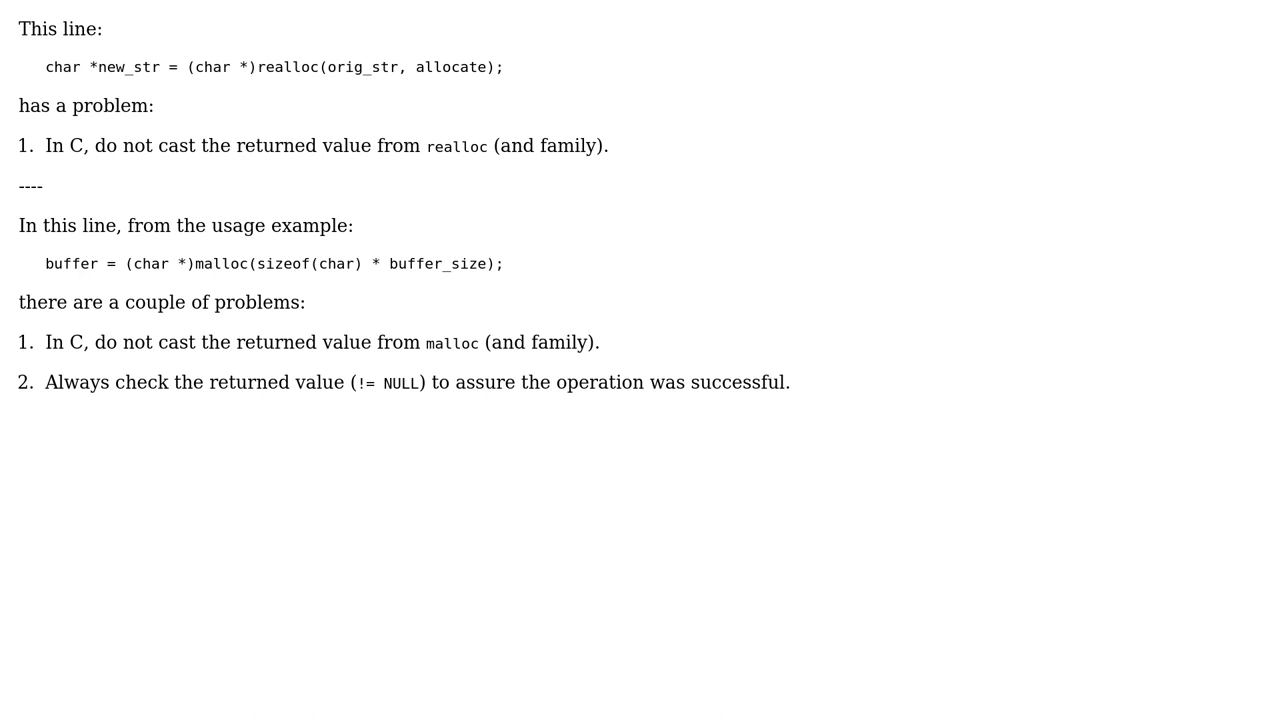 This line:
char *new_str = (char *)realloc(orig_str, allocate);
has a problem:
1. In C, do not cast the returned value from realloc (and family).
----
In this line, from the usage example:
buffer = (char *)malloc(sizeof(char) * buffer_size);
there are a couple of problems:
1. In C, do not cast the returned value from malloc (and family).
2. Always check the returned value (!= NULL) to assure the operation was successful.